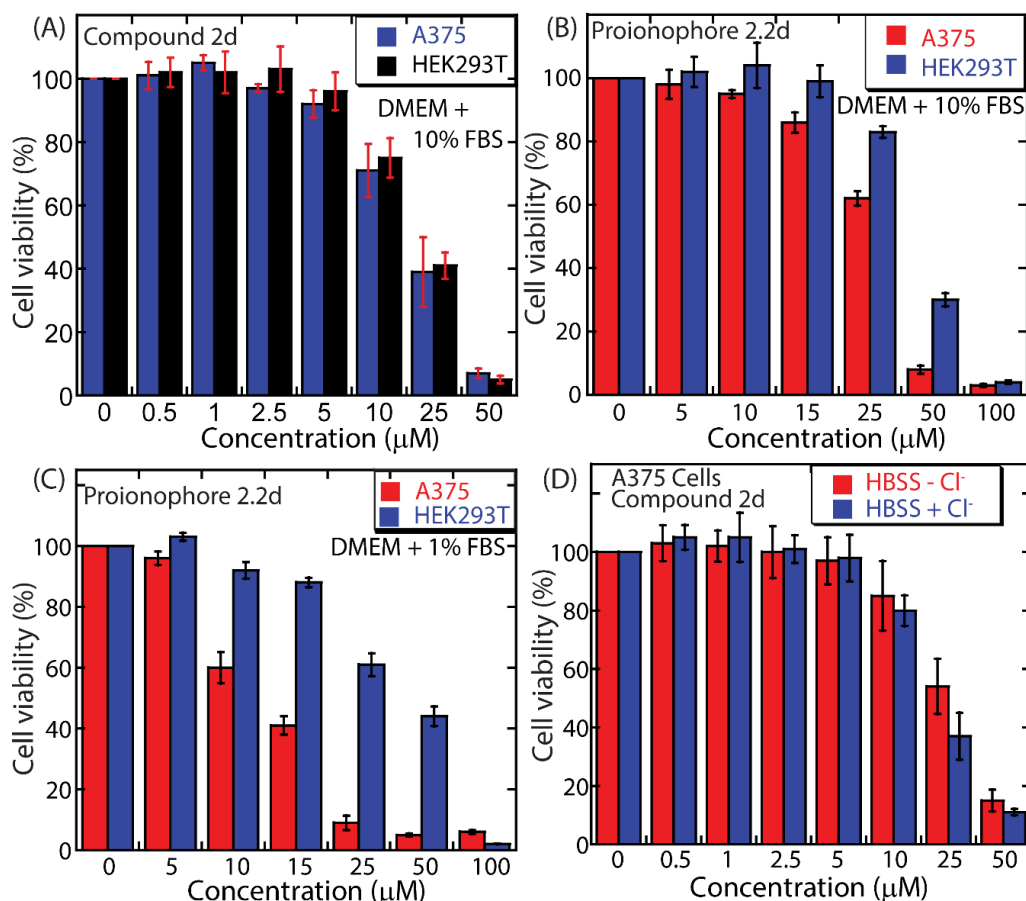 (A)
Compound 2d
A375
HEK293T
DMEM +
10% FBS
Cell viability (%)
100
80
60
40
20
0
0 0.5 1 2.5 5 10 25 50
Concentration (μM)
(B)
Proionophore 2.2d
A375
HEK293T
DMEM + 10% FBS
Cell viability (%)
100
80
60
40
20
0
0 5 10 15 25 50 100
Concentration (μM)
(C)
Proionophore 2.2d
A375
HEK293T
DMEM + 1% FBS
Cell viability (%)
100
80
60
40
20
0
0 5 10 15 25 50 100
Concentration (μM)
(D)
A375 Cells
Compound 2d
HBSS - Cl⁻
HBSS + Cl⁻
Cell viability (%)
100
80
60
40
20
0
0 0.5 1 2.5 5 10 25 50
Concentration (μM)